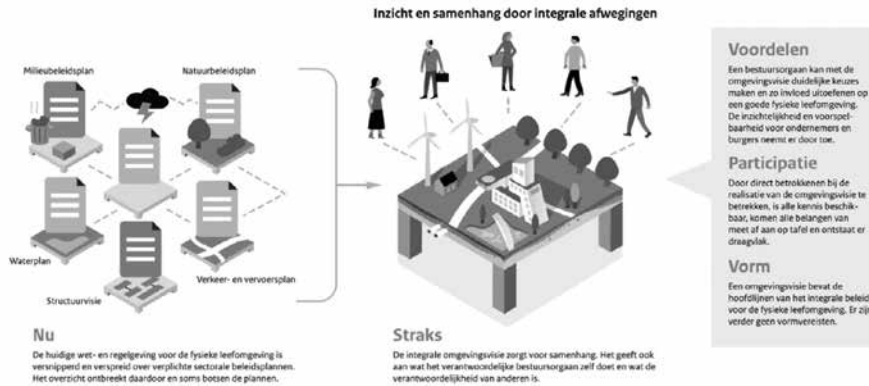 Inzicht en samenhang door integrale afwegingen
Milieubeleidsplan
Natuurbeleidsplan
Waterplan
Verkeer- en vervoersplan
Structuurvisie
Nu
De huidige wet- en regelgeving voor de fysieke leefomgeving is
versnipperd en verspreid over verplichte sectorale beleidsplannen.
Het overzicht ontbreekt daardoor en soms botsen de plannen.
Straks
De integrale omgevingsvisie zorgt voor samenhang. Het geeft ook
aan wat het verantwoordelijke bestuursorgaan zelf doet en wat de
verantwoordelijkheid van anderen is.
Voordelen
Een bestuursorgaan kan met de
omgevingsvisie duidelijke keuzes
maken en zo invloed uitoefenen op
een goede fysieke leefomgeving.
De inzichtelijkheid en voorspel-
baarheid voor ondernemers en
burgers neemt er door toe.
Participatie
Door direct betrokkenen bij de
realisatie van de omgevingsvisie te
betrekken, is alle kennis beschik-
baar, komen alle belangen van
meet af aan op tafel en ontstaat er
draagvlak.
Vorm
Een omgevingsvisie bevat de
hoofdlijnen van het integrale beleid
voor de fysieke leefomgeving. Er zijn
verder geen vormvereisten.